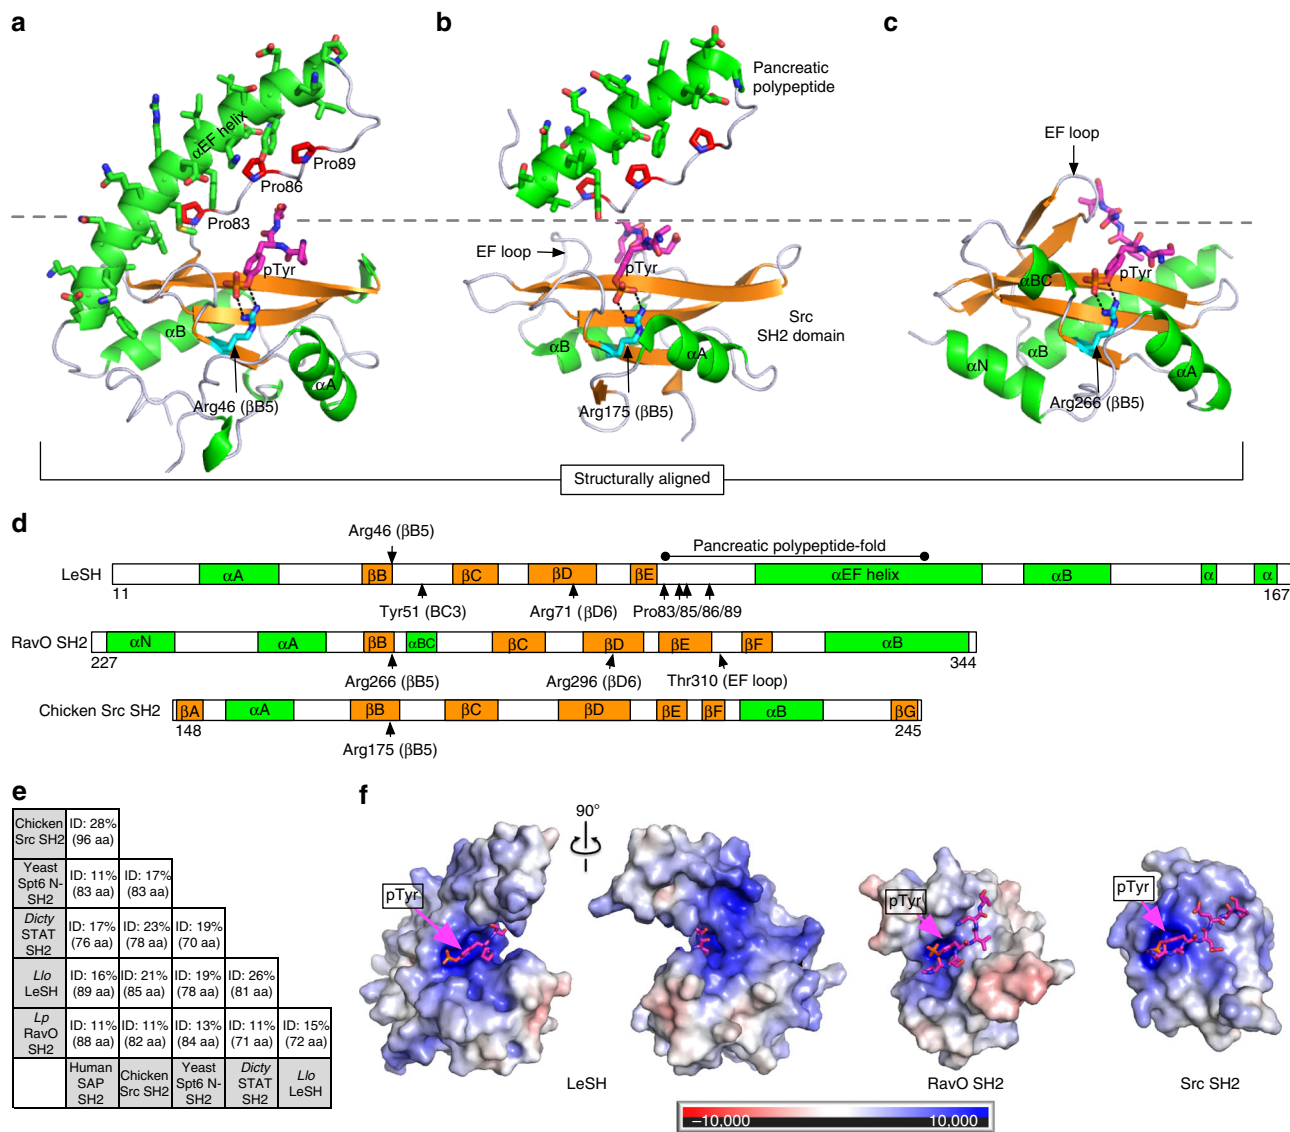 a
b
c
αEF helix
Pro89
Pro86
Pro83
pTyr
αB
αA
Arg46 (βB5)
Pancreatic
polypeptide
EF loop
pTyr
Src
SH2 domain
αB
αA
Arg175 (βB5)
EF loop
αBC
pTyr
αN
αB
αA
Arg266 (βB5)
Structurally aligned
d
Arg46 (βB5)
Pancreatic polypeptide-fold
LeSH
αA
βB
βC
βD
βE
αEF helix
αB
α
α
11
Tyr51 (BC3)
Arg71 (βD6)
Pro83/85/86/89
167
RavO SH2
αN
αA
βB
αBC
βC
βD
βE
βF
αB
227
344
Arg266 (βB5)
Arg296 (βD6)
Thr310 (EF loop)
Chicken Src SH2
βA
αA
βB
βC
βD
βE
βF
αB
βG
148
245
Arg175 (βB5)
e
Chicken Src SH2 ID: 28% (96 aa)
Yeast Spt6 N-SH2 ID: 11% (83 aa) ID: 17% (83 aa)
Dicty STAT SH2 ID: 17% (76 aa) ID: 23% (78 aa) ID: 19% (70 aa)
Llo LeSH ID: 16% (89 aa) ID: 21% (85 aa) ID: 19% (78 aa) ID: 26% (81 aa)
Lp RavO SH2 ID: 11% (88 aa) ID: 11% (82 aa) ID: 13% (84 aa) ID: 11% (71 aa) ID: 15% (72 aa)
Human SAP SH2 Chicken Src SH2 Yeast Spt6 N-SH2 Dicty STAT SH2 Llo LeSH
f
90°
pTyr
pTyr
pTyr
LeSH
RavO SH2
Src SH2
−10,000
10,000